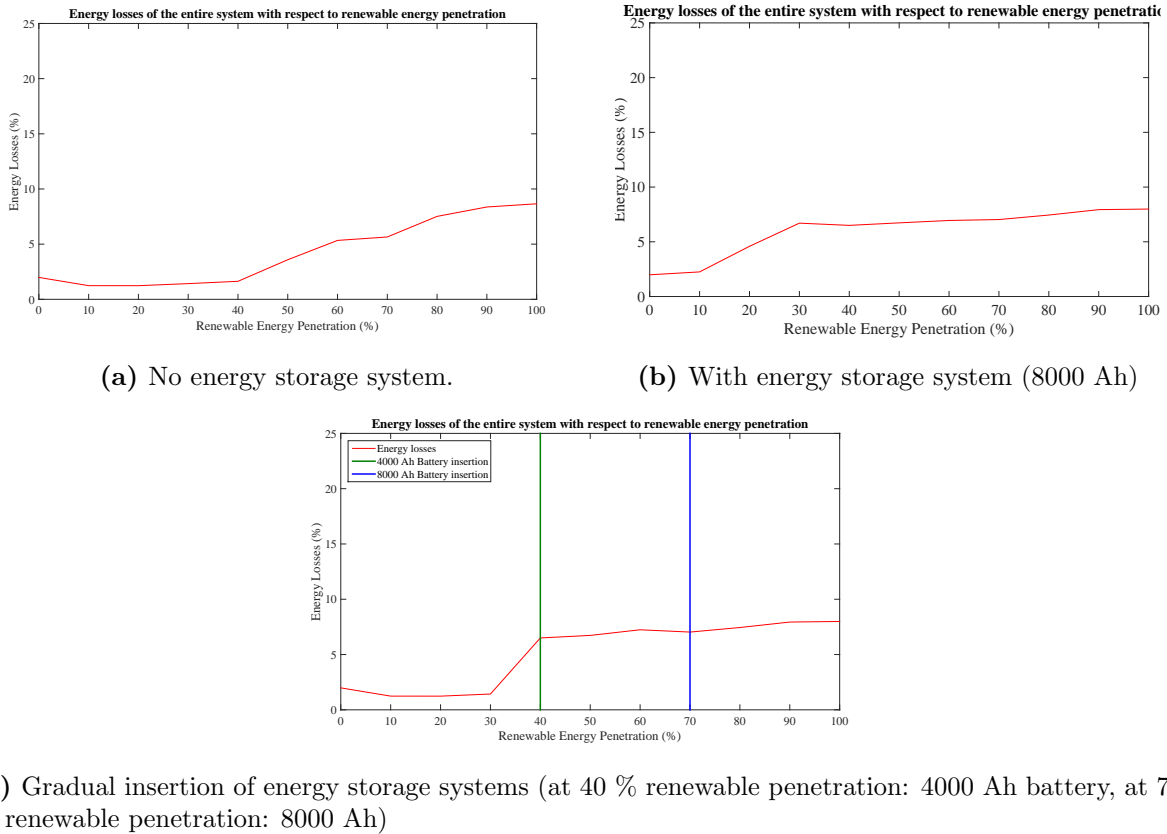 Energy losses of the entire system with respect to renewable energy penetration
25
20
15
10
5
0
Energy Losses (%)
0 10 20 30 40 50 60 70 80 90 100
Renewable Energy Penetration (%)
(a) No energy storage system.
Energy losses of the entire system with respect to renewable energy penetratio
25
20
15
10
5
0
Energy Losses (%)
0 10 20 30 40 50 60 70 80 90 100
Renewable Energy Penetration (%)
(b) With energy storage system (8000 Ah)
Energy losses of the entire system with respect to renewable energy penetration
25
20
15
10
5
0
Energy Losses (%)
Energy losses
4000 Ah Battery insertion
8000 Ah Battery insertion
0 10 20 30 40 50 60 70 80 90 100
Renewable Energy Penetration (%)
) Gradual insertion of energy storage systems (at 40 % renewable penetration: 4000 Ah battery, at 7
renewable penetration: 8000 Ah)